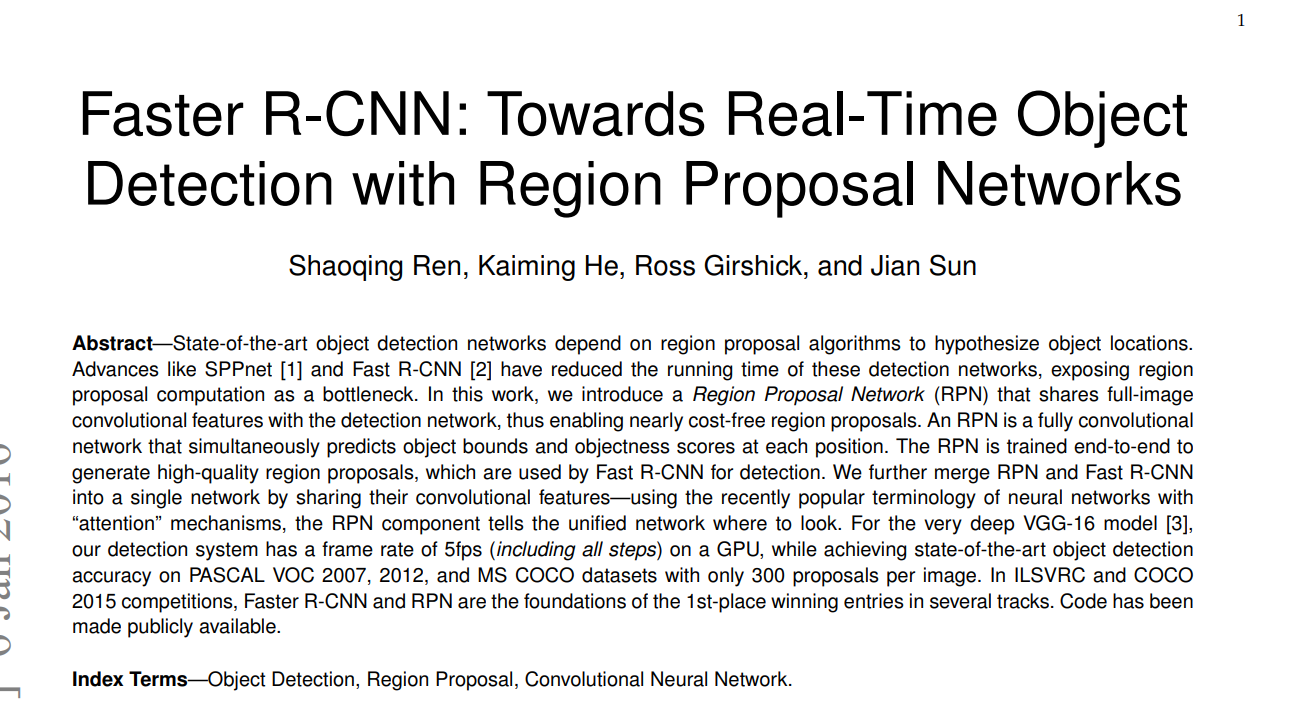 1
Faster R-CNN: Towards Real-Time Object
Detection with Region Proposal Networks
Shaoqing Ren, Kaiming He, Ross Girshick, and Jian Sun
Abstract—State-of-the-art object detection networks depend on region proposal algorithms to hypothesize object locations.
Advances like SPPnet [1] and Fast R-CNN [2] have reduced the running time of these detection networks, exposing region
proposal computation as a bottleneck. In this work, we introduce a Region Proposal Network (RPN) that shares full-image
convolutional features with the detection network, thus enabling nearly cost-free region proposals. An RPN is a fully convolutional
network that simultaneously predicts object bounds and objectness scores at each position. The RPN is trained end-to-end to
generate high-quality region proposals, which are used by Fast R-CNN for detection. We further merge RPN and Fast R-CNN
into a single network by sharing their convolutional features—using the recently popular terminology of neural networks with
“attention” mechanisms, the RPN component tells the unified network where to look. For the very deep VGG-16 model [3],
our detection system has a frame rate of 5fps (including all steps) on a GPU, while achieving state-of-the-art object detection
accuracy on PASCAL VOC 2007, 2012, and MS COCO datasets with only 300 proposals per image. In ILSVRC and COCO
2015 competitions, Faster R-CNN and RPN are the foundations of the 1st-place winning entries in several tracks. Code has been
made publicly available.
Index Terms—Object Detection, Region Proposal, Convolutional Neural Network.